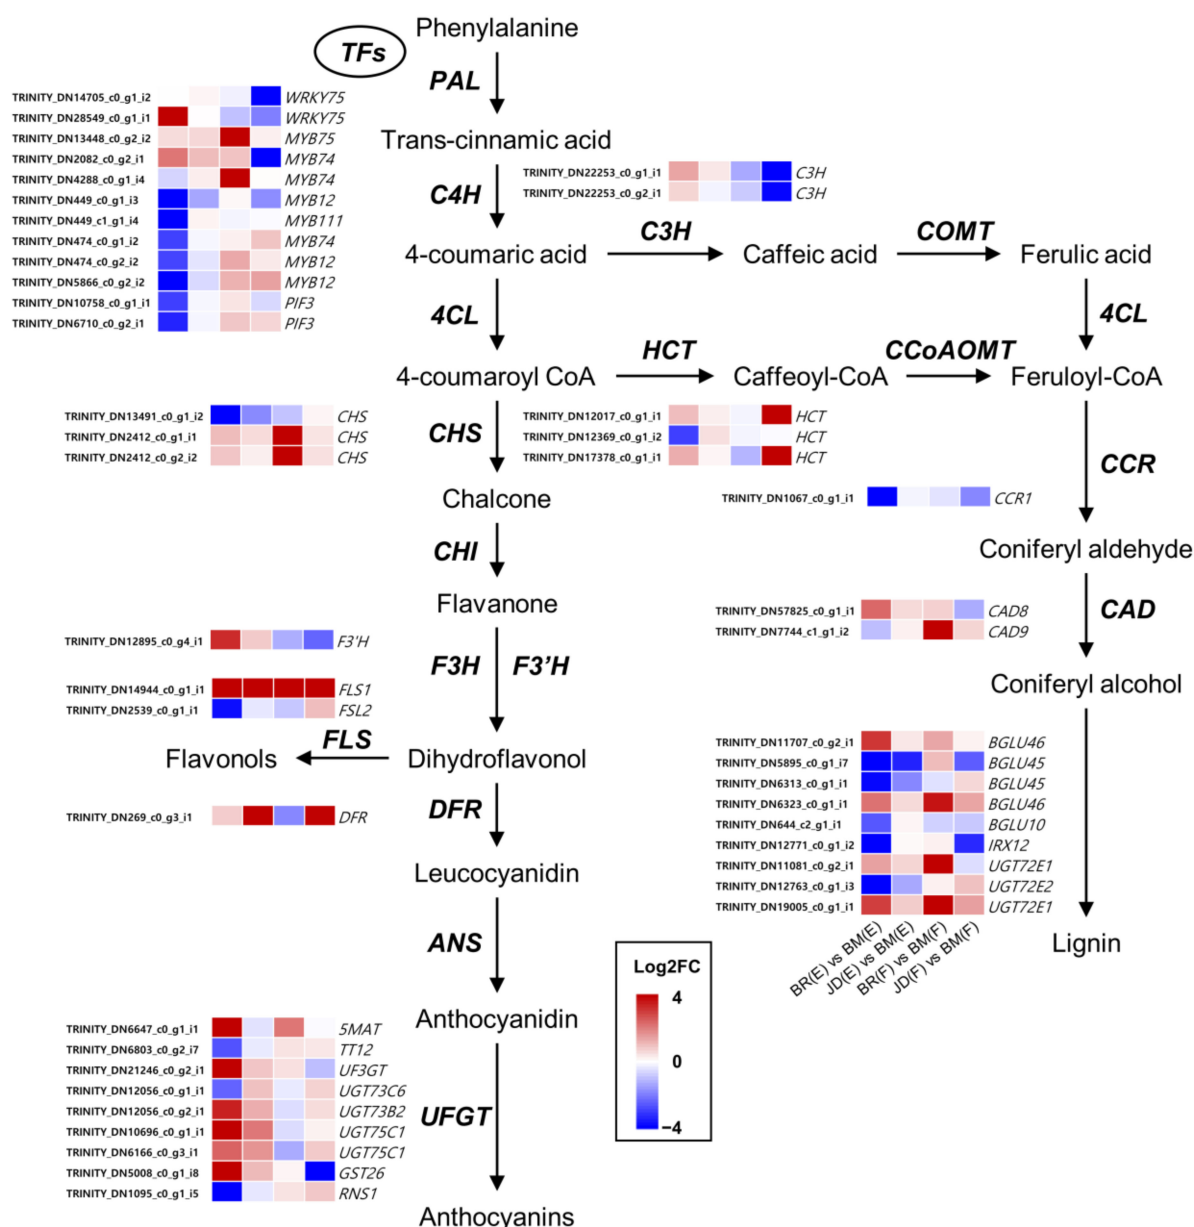 Phenylalanine
TFs
PAL
TRINITY_DN14705_c0_g1_i2 WRKY75
TRINITY_DN28549_c0_g1_i1 WRKY75
TRINITY_DN13448_c0_g2_i2 MYB75
TRINITY_DN2082_c0_g2_i1 MYB74
TRINITY_DN4288_c0_g1_i4 MYB74
TRINITY_DN449_c0_g1_i3 MYB12
TRINITY_DN449_c1_g1_i4 MYB111
TRINITY_DN474_c0_g1_i2 MYB74
TRINITY_DN474_c0_g2_i2 MYB12
TRINITY_DN5866_c0_g2_i2 MYB12
TRINITY_DN10758_c0_g1_i1 PIF3
TRINITY_DN6710_c0_g2_i1 PIF3
Trans-cinnamic acid
C4H
TRINITY_DN22253_c0_g1_i1 C3H
TRINITY_DN22253_c0_g2_i1 C3H
C3H COMT
4-coumaric acid Caffeic acid Ferulic acid
4CL 4CL
HCT CCoAOMT
4-coumaroyl CoA Caffeoyl-CoA Feruloyl-CoA
TRINITY_DN13491_c0_g1_i2 CHS
TRINITY_DN2412_c0_g1_i1 CHS
TRINITY_DN2412_c0_g2_i2 CHS
CHS
TRINITY_DN12017_c0_g1_i1 HCT
TRINITY_DN12369_c0_g1_i2 HCT
TRINITY_DN17378_c0_g1_i1 HCT
CCR
Chalcone
TRINITY_DN1067_c0_g1_i1 CCR1
CHI
Coniferyl aldehyde
Flavanone
TRINITY_DN57825_c0_g1_i1 CAD8
TRINITY_DN7744_c1_g1_i2 CAD9
CAD
TRINITY_DN12895_c0_g4_i1 F3'H
F3H F3’H
TRINITY_DN14944_c0_g1_i1 FLS1
TRINITY_DN2539_c0_g1_i1 FSL2
Coniferyl alcohol
FLS
Flavonols Dihydroflavonol
TRINITY_DN269_c0_g3_i1 DFR
DFR
TRINITY_DN11707_c0_g2_i1 BGLU46
TRINITY_DN5895_c0_g1_i7 BGLU45
TRINITY_DN6313_c0_g1_i1 BGLU45
TRINITY_DN6323_c0_g1_i1 BGLU46
TRINITY_DN644_c2_g1_i1 BGLU10
TRINITY_DN12771_c0_g1_i2 IRX12
TRINITY_DN11081_c0_g2_i1 UGT72E1
TRINITY_DN12763_c0_g1_i3 UGT72E2
TRINITY_DN19005_c0_g1_i1 UGT72E1
BR(E) vs BM(E)
JD(E) vs BM(E)
BR(F) vs BM(F)
JD(F) vs BM(F)
Leucocyanidin
ANS
Lignin
Log2FC
4
0
−4
Anthocyanidin
TRINITY_DN6647_c0_g1_i1 5MAT
TRINITY_DN6803_c0_g2_i7 TT12
TRINITY_DN21246_c0_g2_i1 UF3GT
TRINITY_DN12056_c0_g1_i1 UGT73C6
TRINITY_DN12056_c0_g2_i1 UGT73B2
TRINITY_DN10696_c0_g1_i1 UGT75C1
TRINITY_DN6166_c0_g3_i1 UGT75C1
TRINITY_DN5008_c0_g1_i8 GST26
TRINITY_DN1095_c0_g1_i5 RNS1
UFGT
Anthocyanins